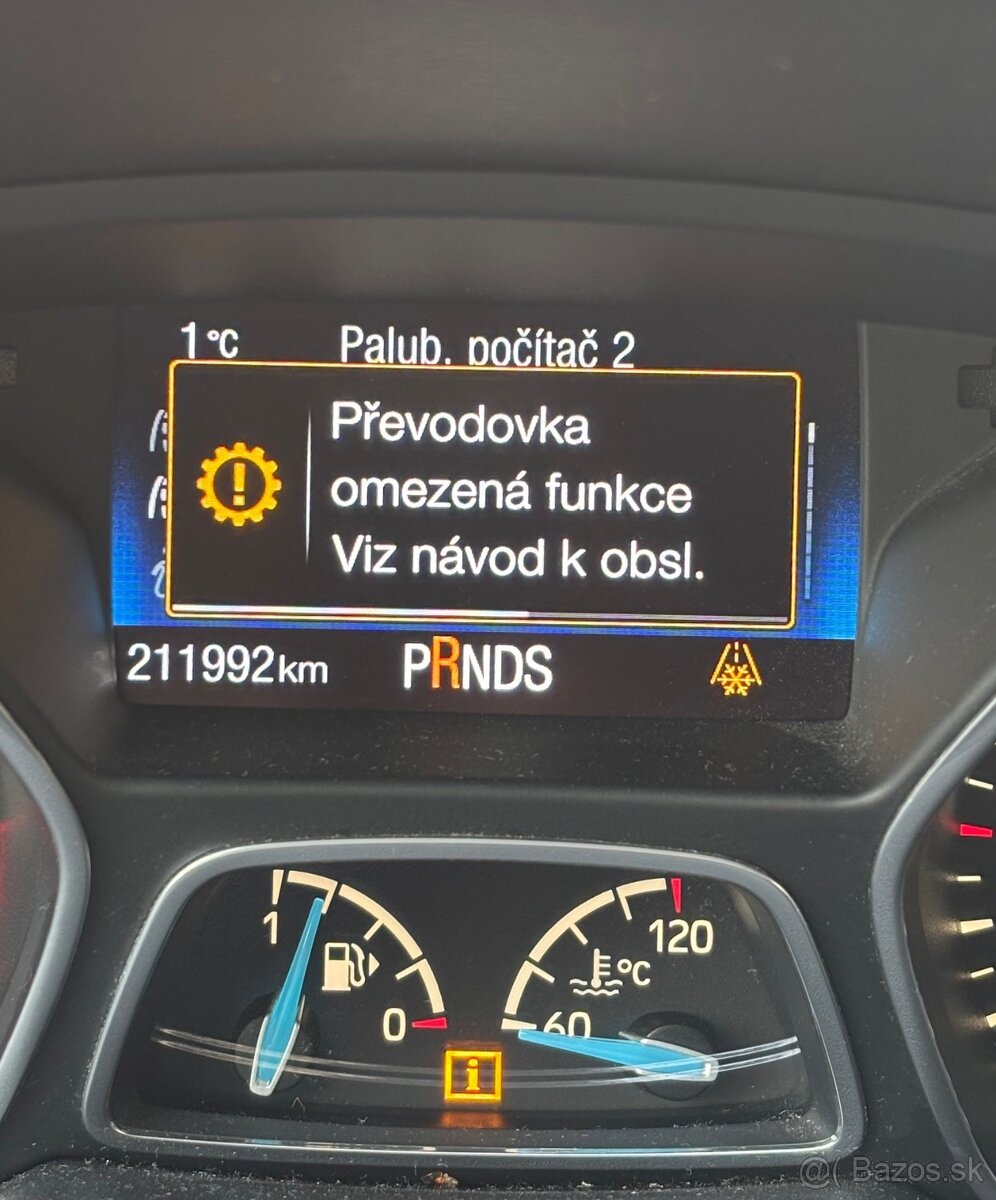 1°C Palub. počítač 2
Převodovka
omezená funkce
Viz návod k obsl.
211992km PRNDS
1 120
°C
0 60
i
@( Bazos.sk